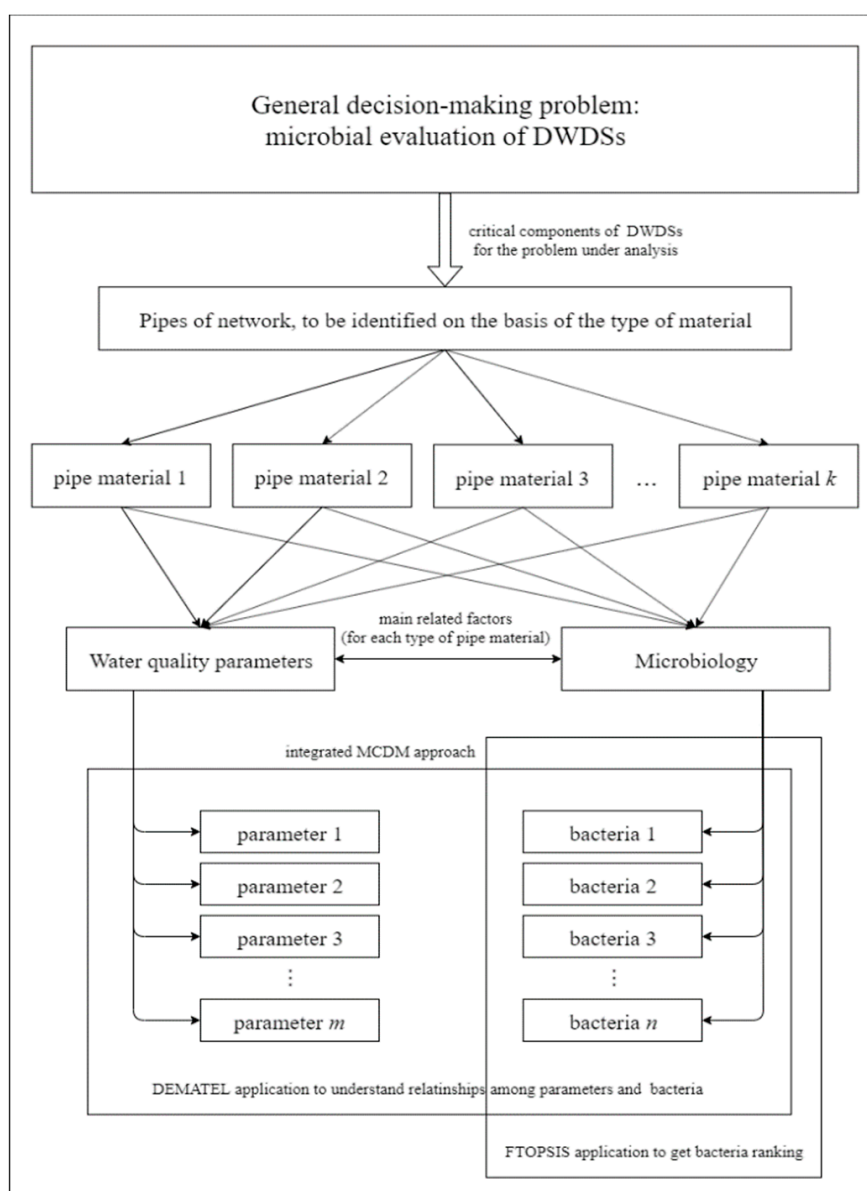 General decision-making problem:
microbial evaluation of DWDSs
critical components of DWDSs
for the problem under analysis
Pipes of network, to be identified on the basis of the type of material
pipe material 1
pipe material 2
pipe material 3
...
pipe material k
main related factors
(for each type of pipe material)
Water quality parameters
Microbiology
integrated MCDM approach
parameter 1
bacteria 1
parameter 2
bacteria 2
parameter 3
bacteria 3
⋮
⋮
parameter m
bacteria n
DEMATEL application to understand relatinships among parameters and bacteria
FTOPSIS application to get bacteria ranking